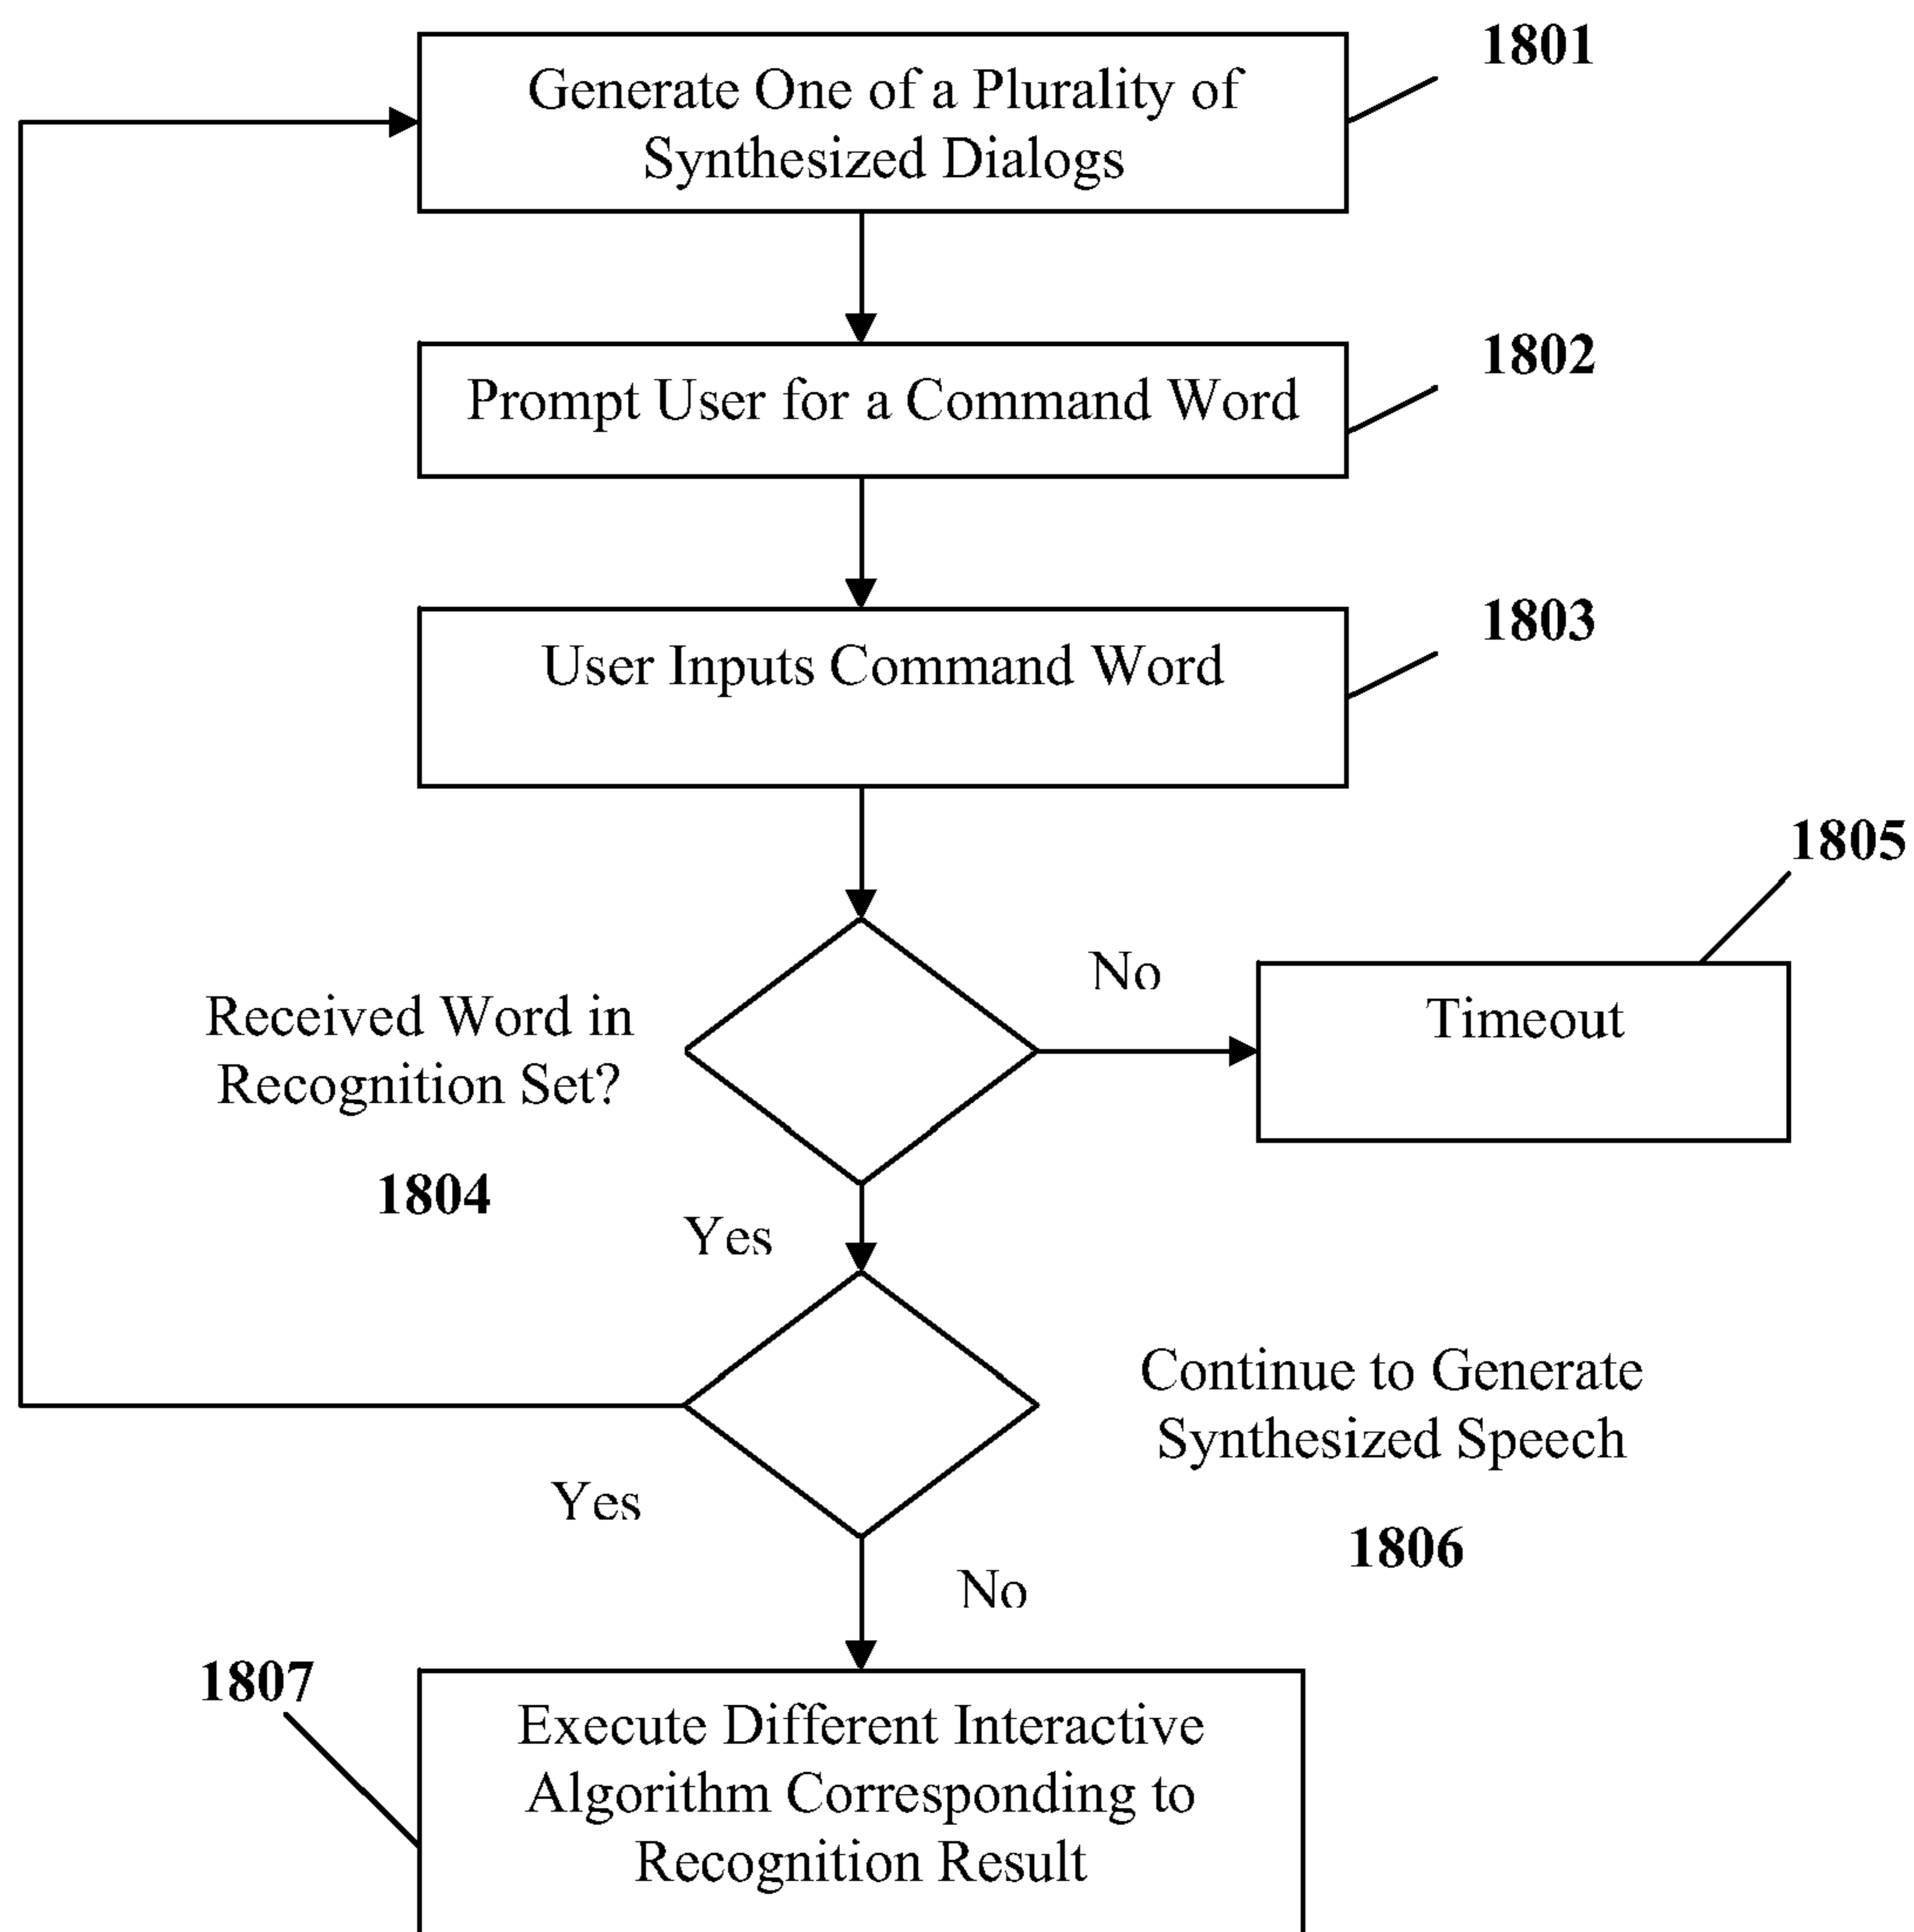 1801
Generate One of a Plurality of
Synthesized Dialogs
1802
Prompt User for a Command Word
1803
User Inputs Command Word
1805
No
Timeout
Received Word in
Recognition Set?
1804
Yes
Continue to Generate
Synthesized Speech
Yes
1806
No
1807
Execute Different Interactive
Algorithm Corresponding to
Recognition Result